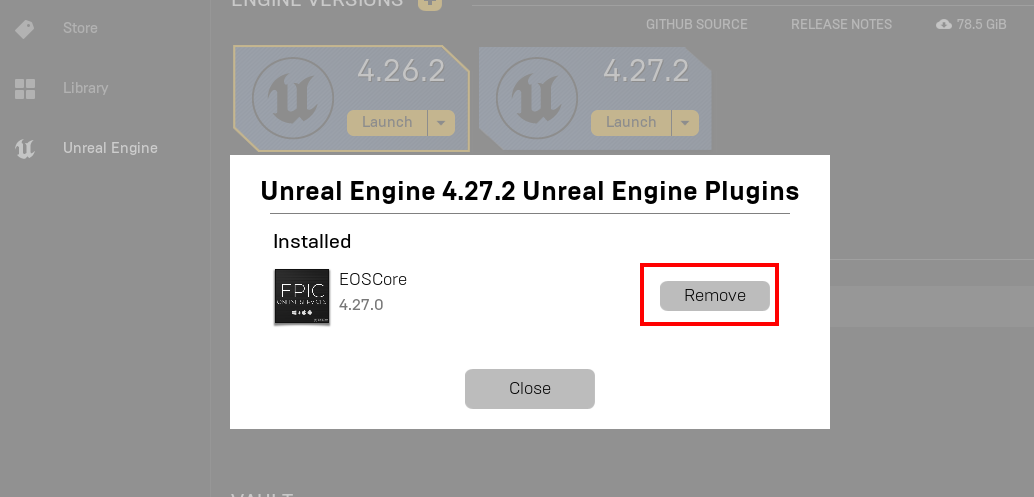 ENGINE VERSIONS
Store
GITHUB SOURCE
RELEASE NOTES
78.5 GiB
4.26.2
4.27.2
Library
Launch
Launch
Unreal Engine
Unreal Engine 4.27.2 Unreal Engine Plugins
Installed
EPIC
ONLINE SERVICES
EOSCore
4.27.0
Remove
Close
VAULT